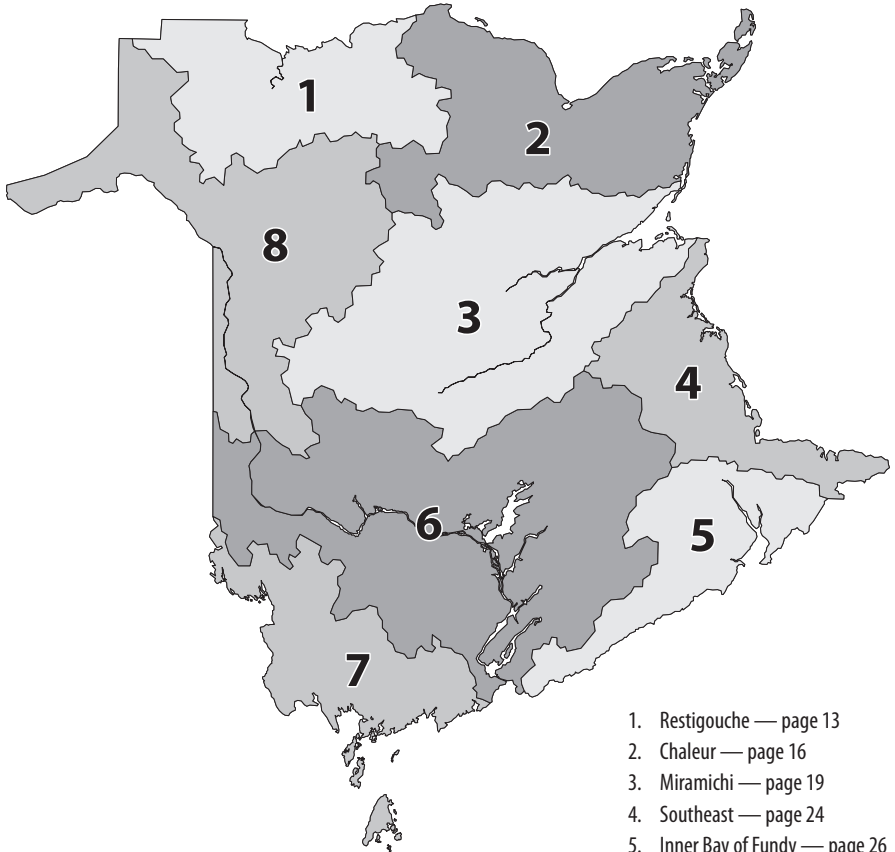 1
2
8
3
4
6
5
7
1. Restigouche — page 13
2. Chaleur — page 16
3. Miramichi — page 19
4. Southeast — page 24
5. Inner Bay of Fundy — page 26